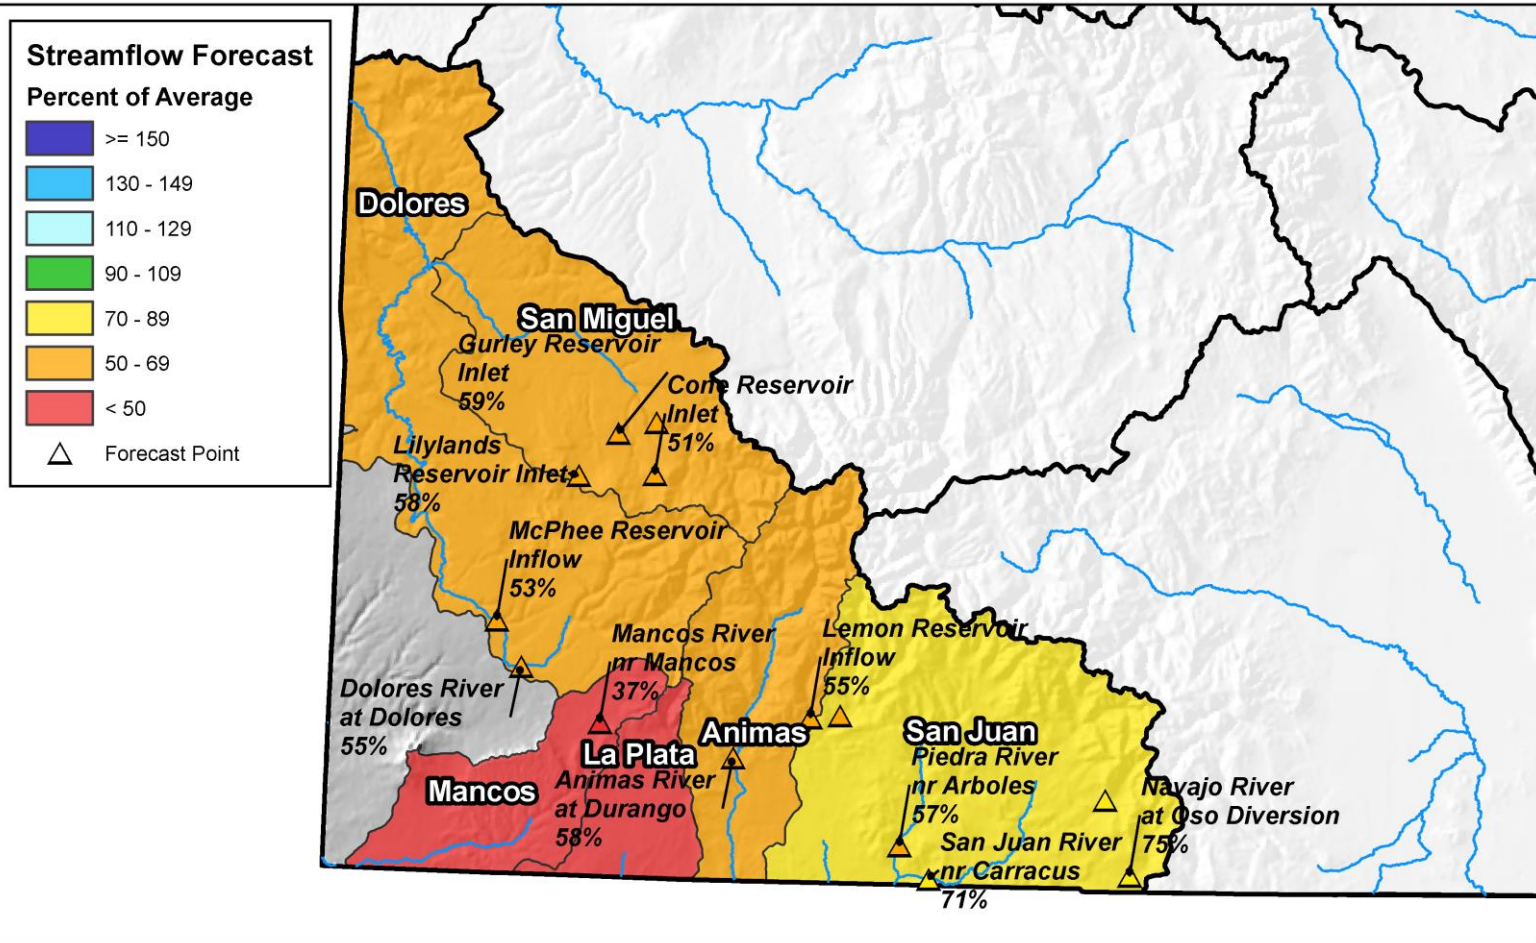 Streamflow Forecast
Percent of Average
>= 150
130 - 149
110 - 129
90 - 109
70 - 89
50 - 69
< 50
Forecast Point
Dolores
San Miguel
Gurley Reservoir
Inlet
59%
Cone Reservoir
Inlet
51%
Lilylands
Reservoir Inlet
58%
McPhee Reservoir
Inflow
53%
Mancos River
nr Mancos
37%
Lemon Reservoir
Inflow
55%
Dolores River
at Dolores
55%
Animas
San Juan
La Plata
Mancos
Animas River
at Durango
58%
Piedra River
nr Arboles
57%
Navajo River
at Oso Diversion
75%
San Juan River
nr Carracus
71%